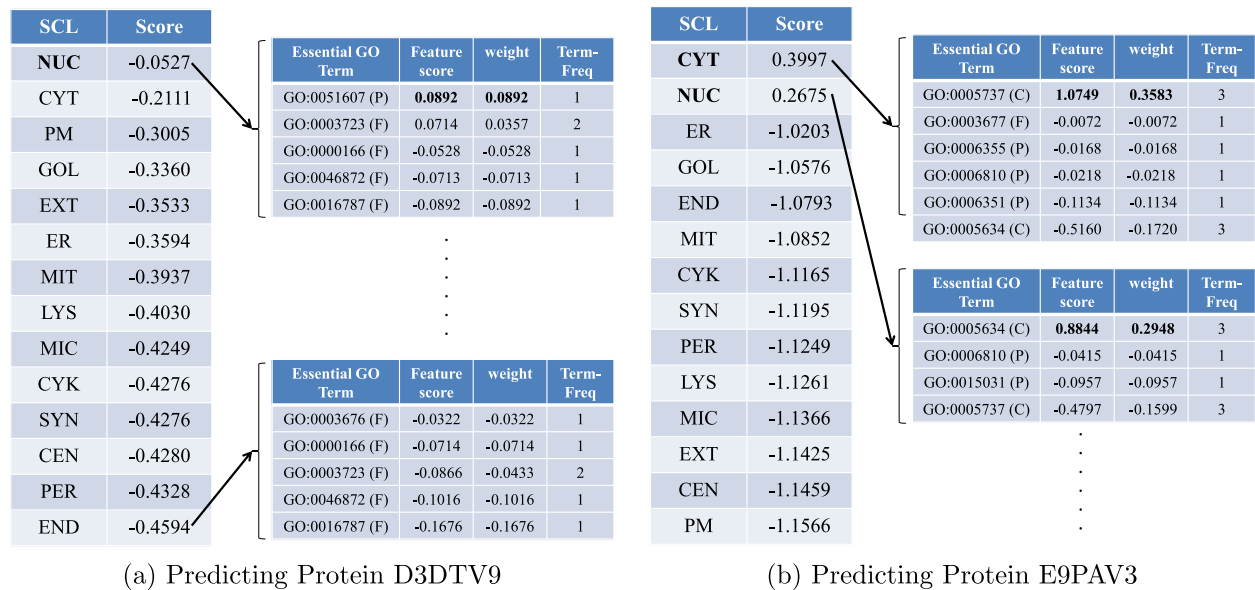 SCL Score
NUC -0.0527
CYT -0.2111
PM -0.3005
GOL -0.3360
EXT -0.3533
ER -0.3594
MIT -0.3937
LYS -0.4030
MIC -0.4249
CYK -0.4276
SYN -0.4276
CEN -0.4280
PER -0.4328
END -0.4594
Essential GO Feature weight Term-
Term score Freq
GO:0051607 (P) 0.0892 0.0892 1
GO:0003723 (F) 0.0714 0.0357 2
GO:0000166 (F) -0.0528 -0.0528 1
GO:0046872 (F) -0.0713 -0.0713 1
GO:0016787 (F) -0.0892 -0.0892 1
Essential GO Feature weight Term-
Term score Freq
GO:0003676 (F) -0.0322 -0.0322 1
GO:0000166 (F) -0.0714 -0.0714 1
GO:0003723 (F) -0.0866 -0.0433 2
GO:0046872 (F) -0.1016 -0.1016 1
GO:0016787 (F) -0.1676 -0.1676 1
(a) Predicting Protein D3DTV9
SCL Score
CYT 0.3997
NUC 0.2675
ER -1.0203
GOL -1.0576
END -1.0793
MIT -1.0852
CYK -1.1165
SYN -1.1195
PER -1.1249
LYS -1.1261
MIC -1.1366
EXT -1.1425
CEN -1.1459
PM -1.1566
Essential GO Feature weight Term-
Term score Freq
GO:0005737 (C) 1.0749 0.3583 3
GO:0003677 (F) -0.0072 -0.0072 1
GO:0006355 (P) -0.0168 -0.0168 1
GO:0006810 (P) -0.0218 -0.0218 1
GO:0006351 (P) -0.1134 -0.1134 1
GO:0005634 (C) -0.5160 -0.1720 3
Essential GO Feature weight Term-
Term score Freq
GO:0005634 (C) 0.8844 0.2948 3
GO:0006810 (P) -0.0415 -0.0415 1
GO:0015031 (P) -0.0957 -0.0957 1
GO:0005737 (C) -0.4797 -0.1599 3
(b) Predicting Protein E9PAV3